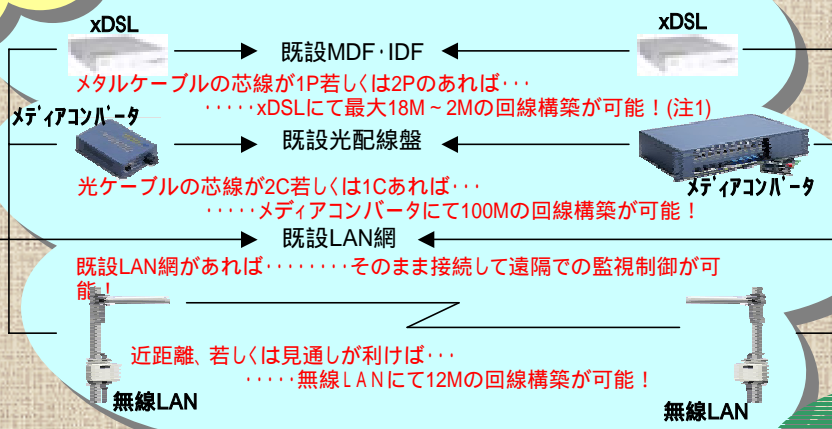 xDSL
xDSL
既設MDF・IDF
メタルケーブルの芯線が1P若しくは2Pのあれば・・・
・・・・・xDSLにて最大18M~2Mの回線構築が可能！(注1)
メディアコンバータ
既設光配線盤
メディアコンバータ
光ケーブルの芯線が2C若しくは1Cあれば・・・
・・・・・メディアコンバータにて100Mの回線構築が可能！
既設LAN網
既設LAN網があれば・・・・・・・・そのまま接続して遠隔での監視制御が可
能！
近距離、若しくは見通しが利けば・・・
・・・・・無線LANにて12Mの回線構築が可能！
無線LAN
無線LAN